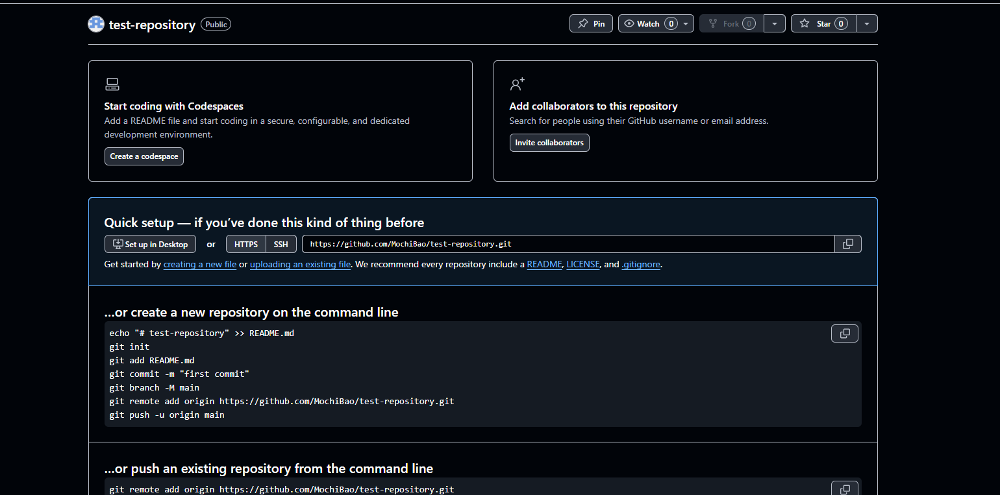 test-repository Public Pin Watch 0 Fork 0 Star 0
Start coding with Codespaces
Add a README file and start coding in a secure, configurable, and dedicated
development environment.
Create a codespace
Add collaborators to this repository
Search for people using their GitHub username or email address.
Invite collaborators
Quick setup — if you’ve done this kind of thing before
Set up in Desktop or HTTPS SSH https://github.com/MochiBao/test-repository.git
Get started by creating a new file or uploading an existing file. We recommend every repository include a README, LICENSE, and .gitignore.
…or create a new repository on the command line
echo "# test-repository" >> README.md
git init
git add README.md
git commit -m "first commit"
git branch -M main
git remote add origin https://github.com/MochiBao/test-repository.git
git push -u origin main
…or push an existing repository from the command line
git remote add origin https://github.com/MochiBao/test-repository.git